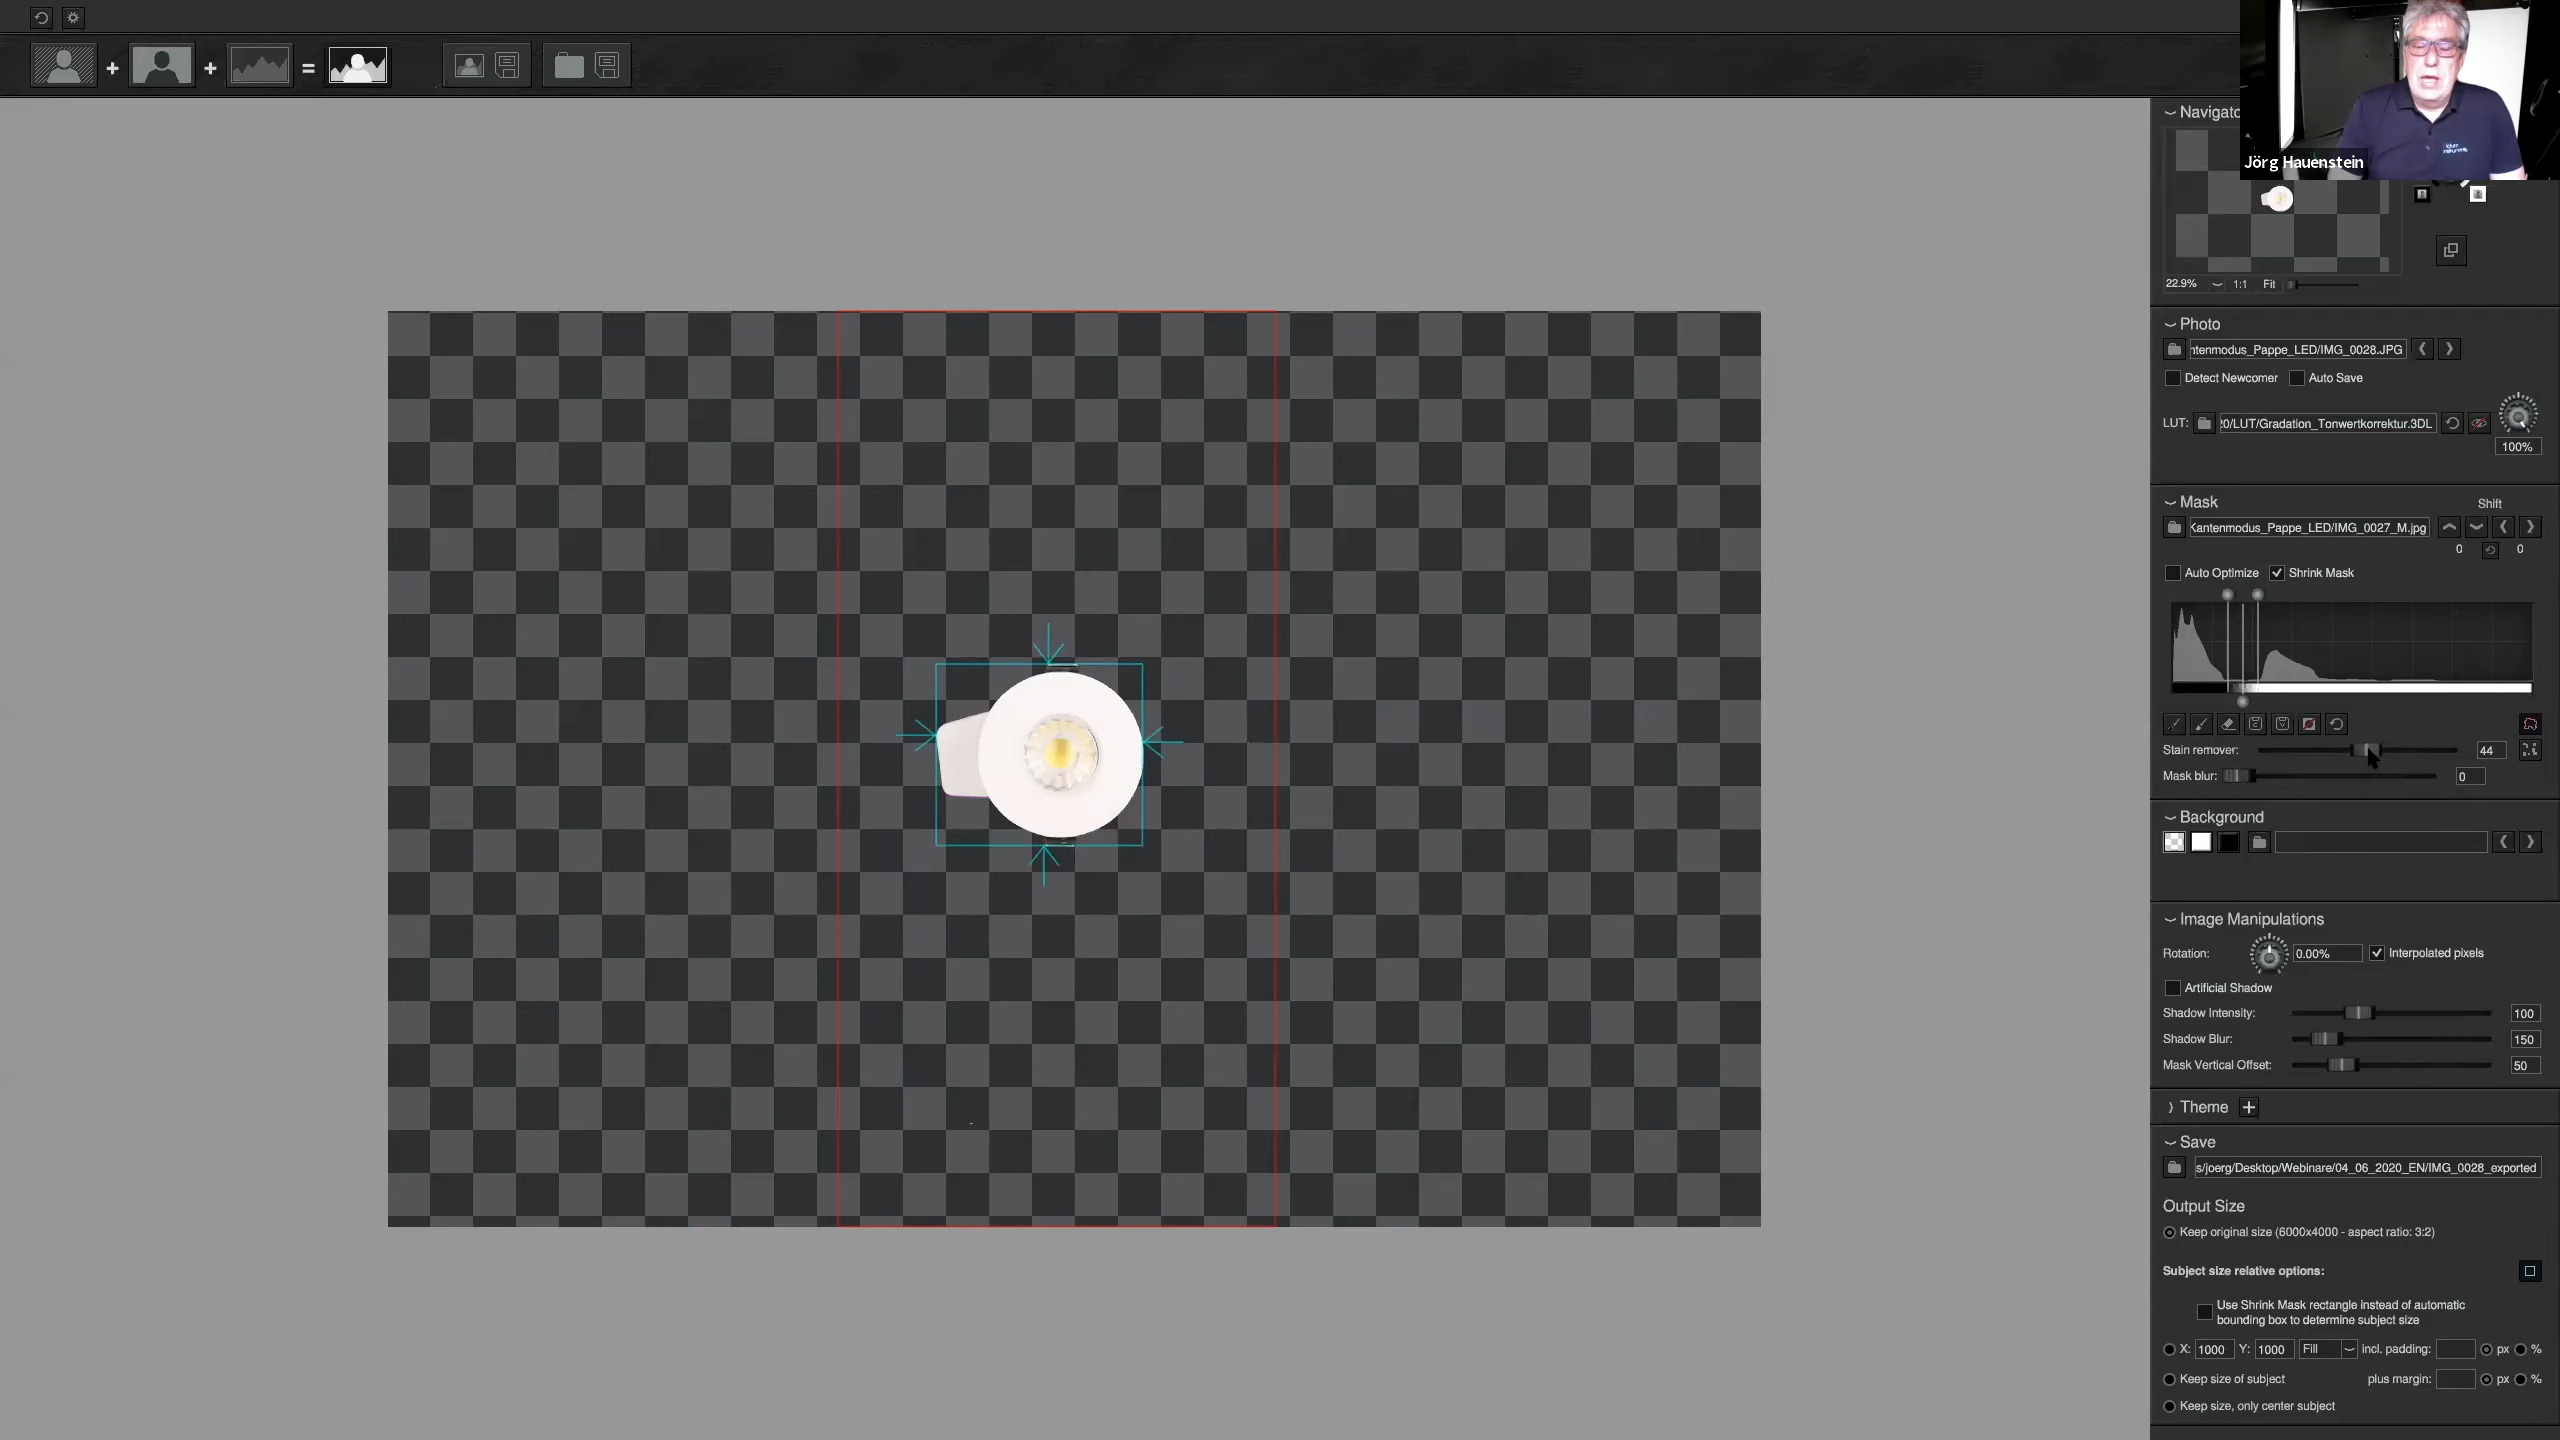 Jörg Hauenstein
Navigato
22.9% 1:1 Fit
Photo
ntenmodus_Pappe_LED/IMG_0028.JPG
Detect Newcomer Auto Save
LUT: 20/LUT/Gradation_Tonwertkorrektur.3DL
100%
Mask Shift
Kantenmodus_Pappe_LED/IMG_0027_M.jpg
0 0
Auto Optimize Shrink Mask
Stain remover: 44
Mask blur: 0
Background
Image Manipulations
Rotation: 0.00% Interpolated pixels
Artificial Shadow
Shadow Intensity: 100
Shadow Blur: 150
Mask Vertical Offset: 50
Theme
Save
s/joerg/Desktop/Webinare/04_06_2020_EN/IMG_0028_exported
Output Size
Keep original size (6000x4000 - aspect ratio: 3:2)
Subject size relative options:
Use Shrink Mask rectangle instead of automatic
bounding box to determine subject size
X: 1000 Y: 1000 Fill incl. padding: px %
Keep size of subject plus margin: px %
Keep size, only center subject